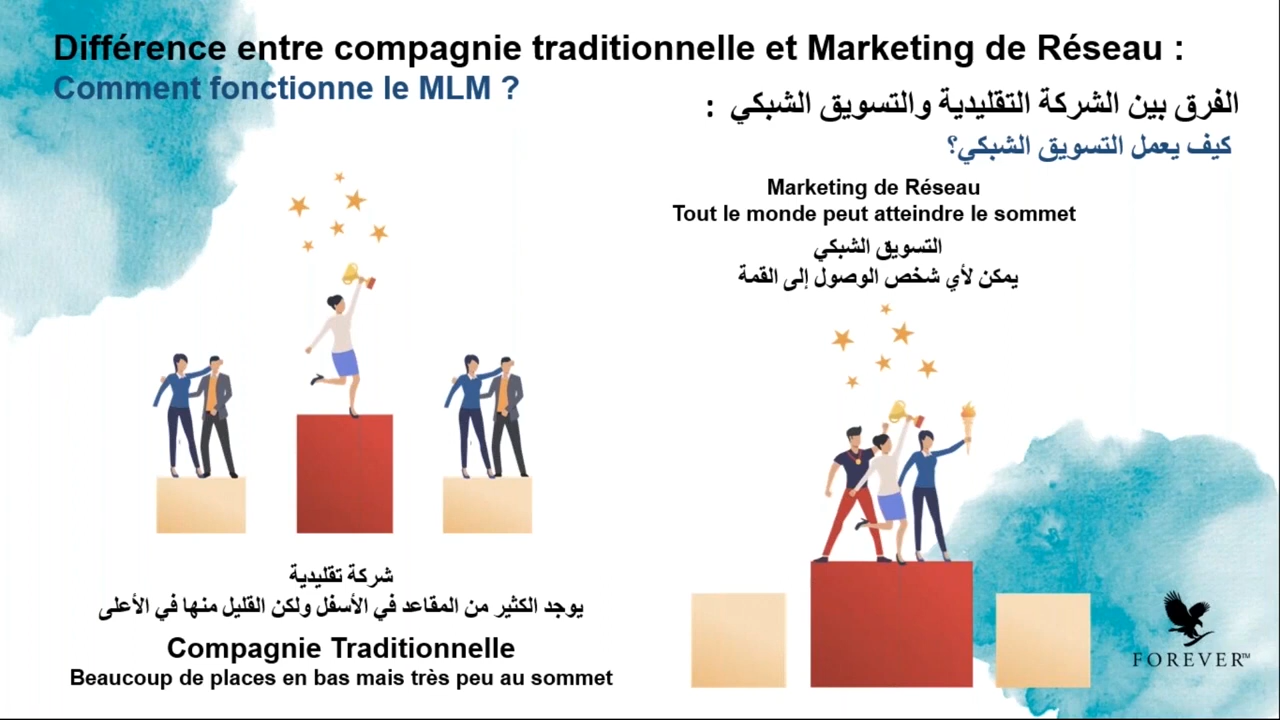 Différence entre compagnie traditionnelle et Marketing de Réseau :
Comment fonctionne le MLM ?
الفرق بين الشركة التقليدية والتسويق الشبكي :
كيف يعمل التسويق الشبكي؟
Marketing de Réseau
Tout le monde peut atteindre le sommet
التسويق الشبكي
يمكن لأي شخص الوصول إلى القمة
شركة تقليدية
يوجد الكثير من المقاعد في الأسفل ولكن القليل منها في الأعلى
Compagnie Traditionnelle
Beaucoup de places en bas mais très peu au sommet
FOREVER™